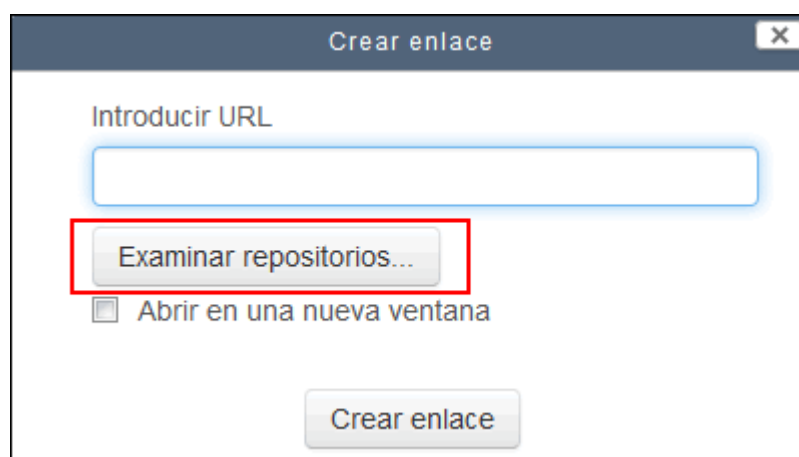 Crear enlace
Introducir URL
Examinar repositorios...
Abrir en una nueva ventana
Crear enlace